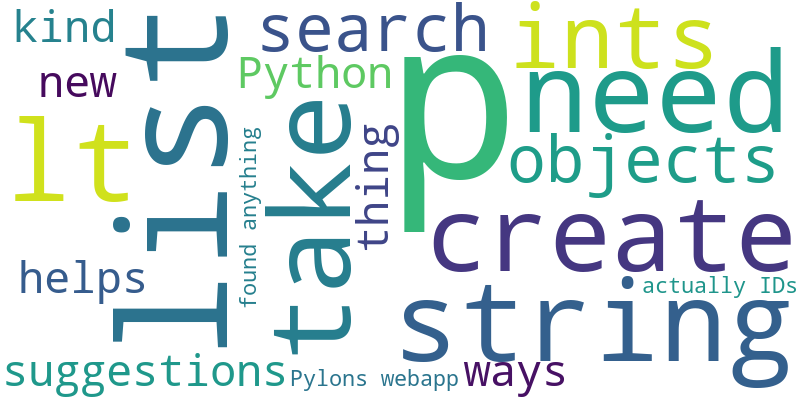 kind
list
search
ints
new
Python
p
need
lt
take
thing
objects
found anything
create
helps
actually IDs
string
suggestions
Pylons webapp
ways